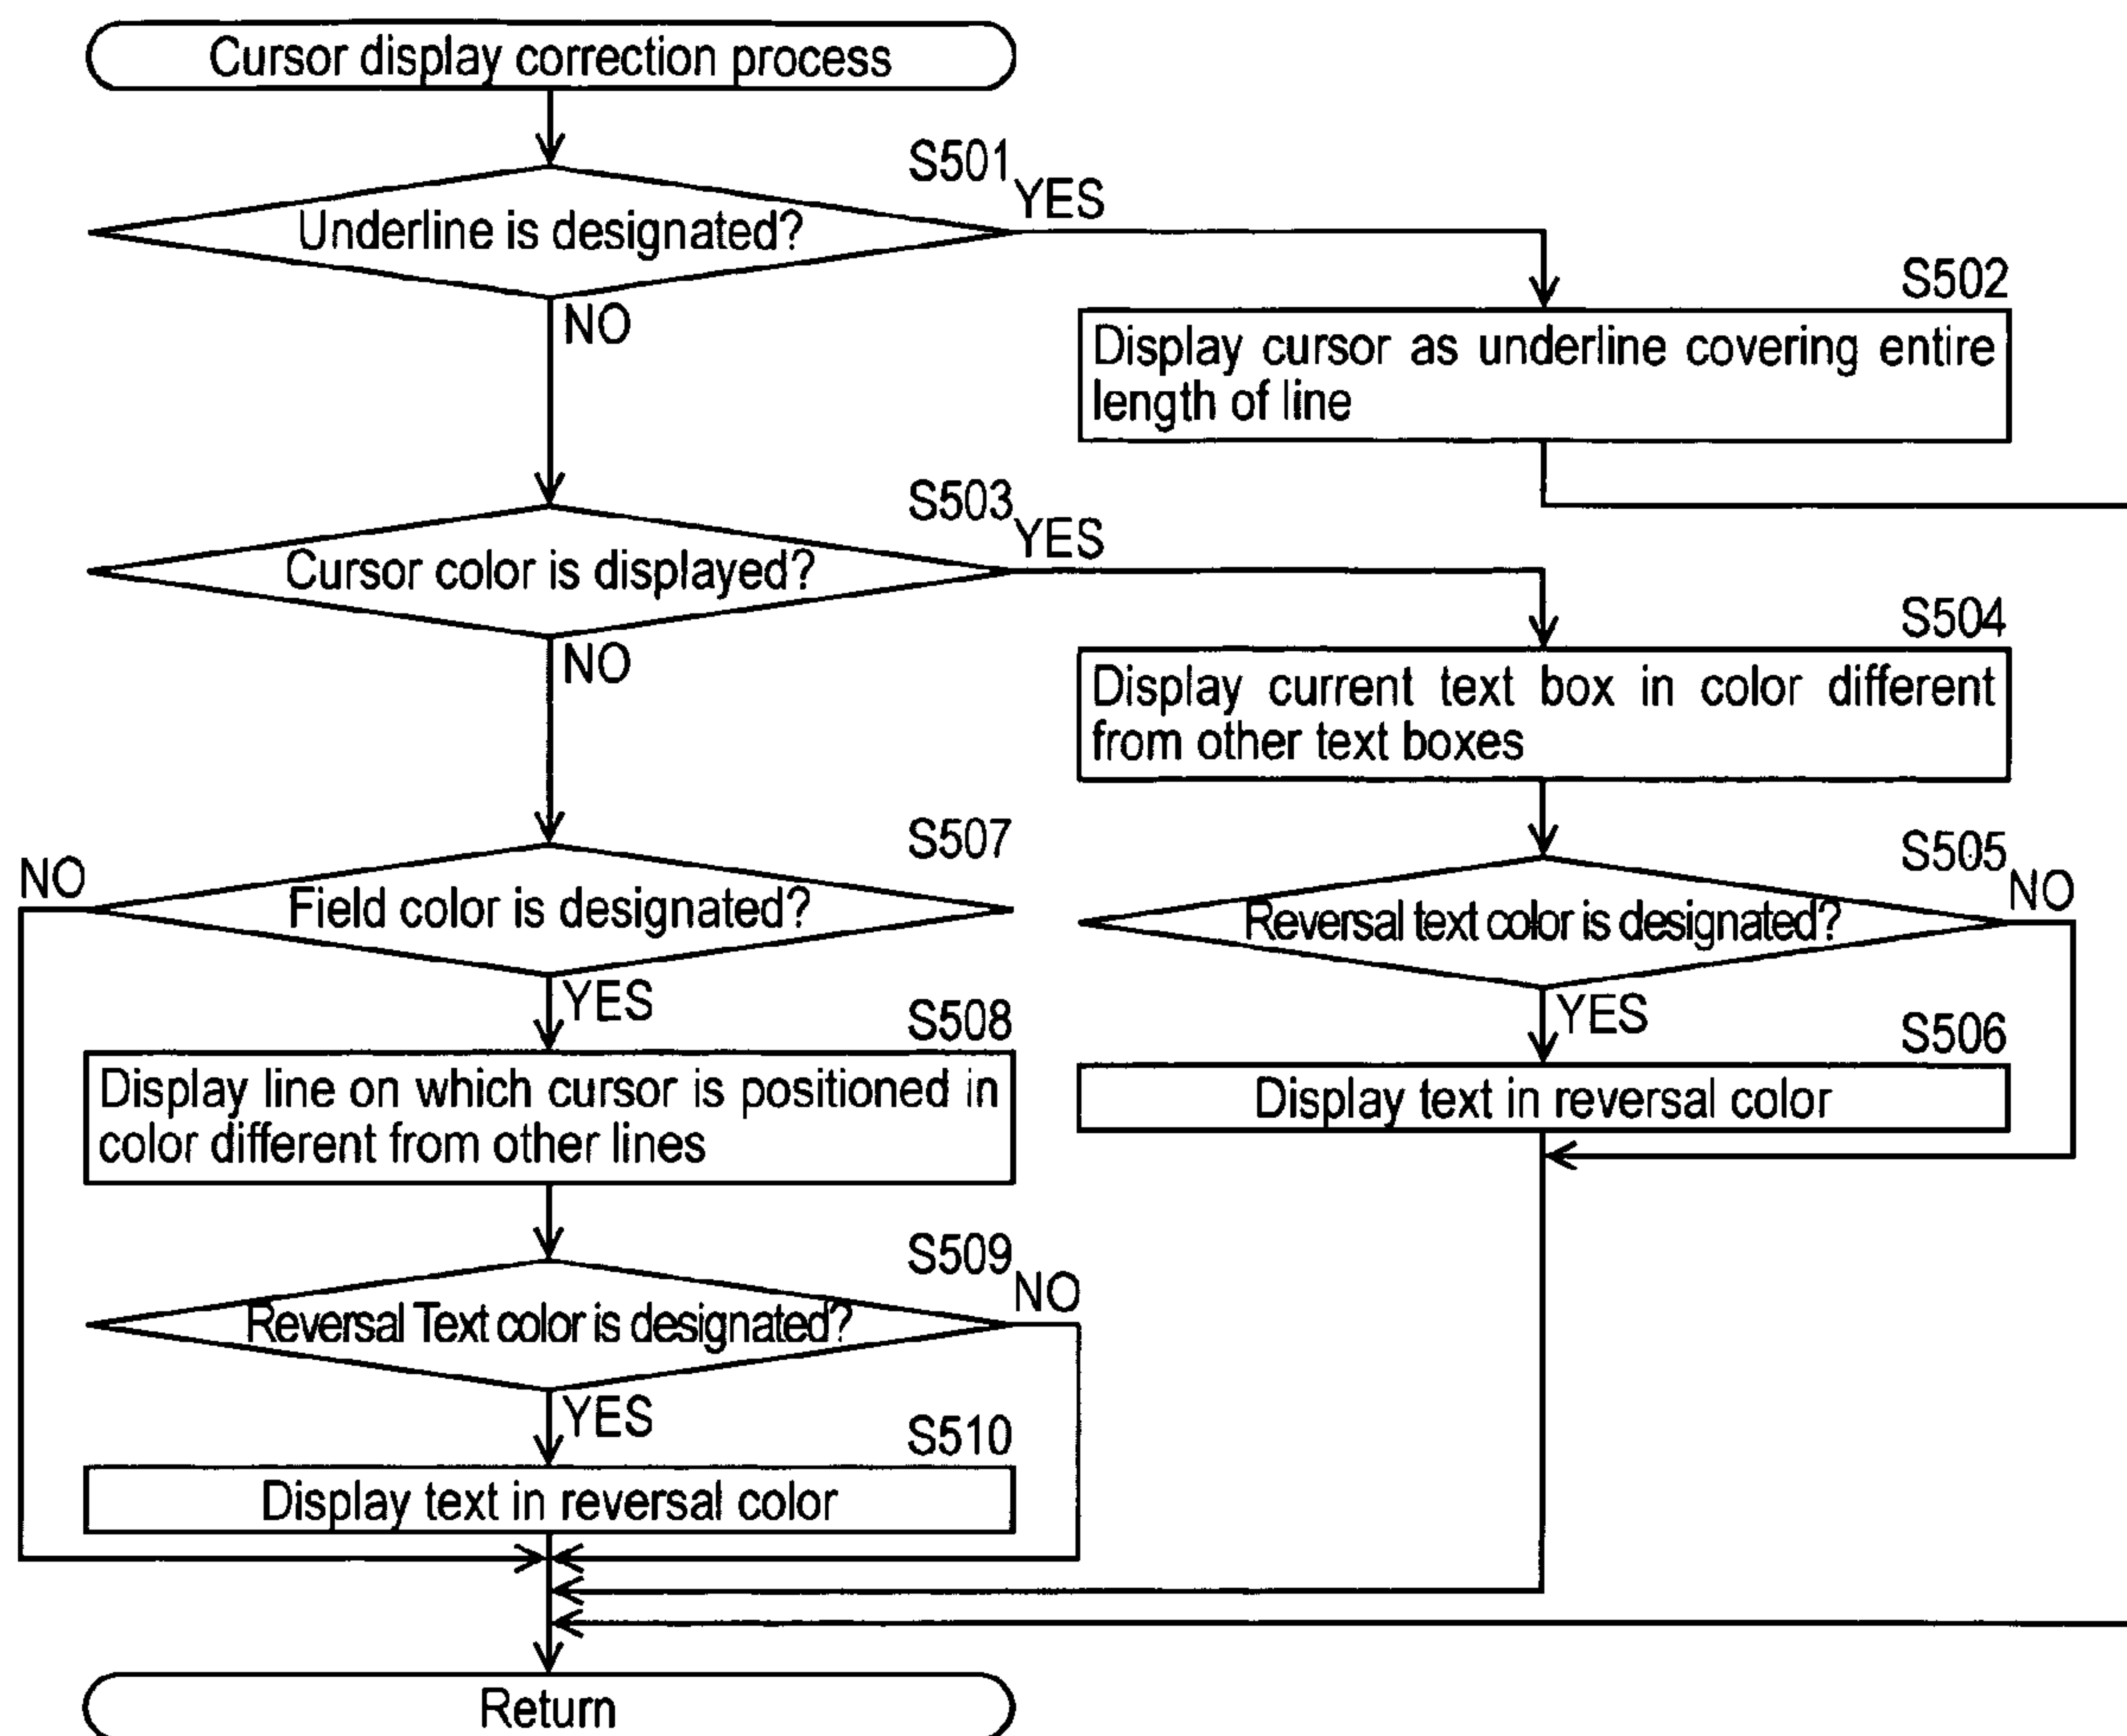 Cursor display correction process
S501
YES
Underline is designated?
NO
S502
Display cursor as underline covering entire
length of line
S503
YES
Cursor color is displayed?
NO
S504
Display current text box in color different
from other text boxes
S507
NO
Field color is designated?
YES
S505
NO
Reversal text color is designated?
YES
S508
Display line on which cursor is positioned in
color different from other lines
S506
Display text in reversal color
S509
NO
Reversal Text color is designated?
YES
S510
Display text in reversal color
Return